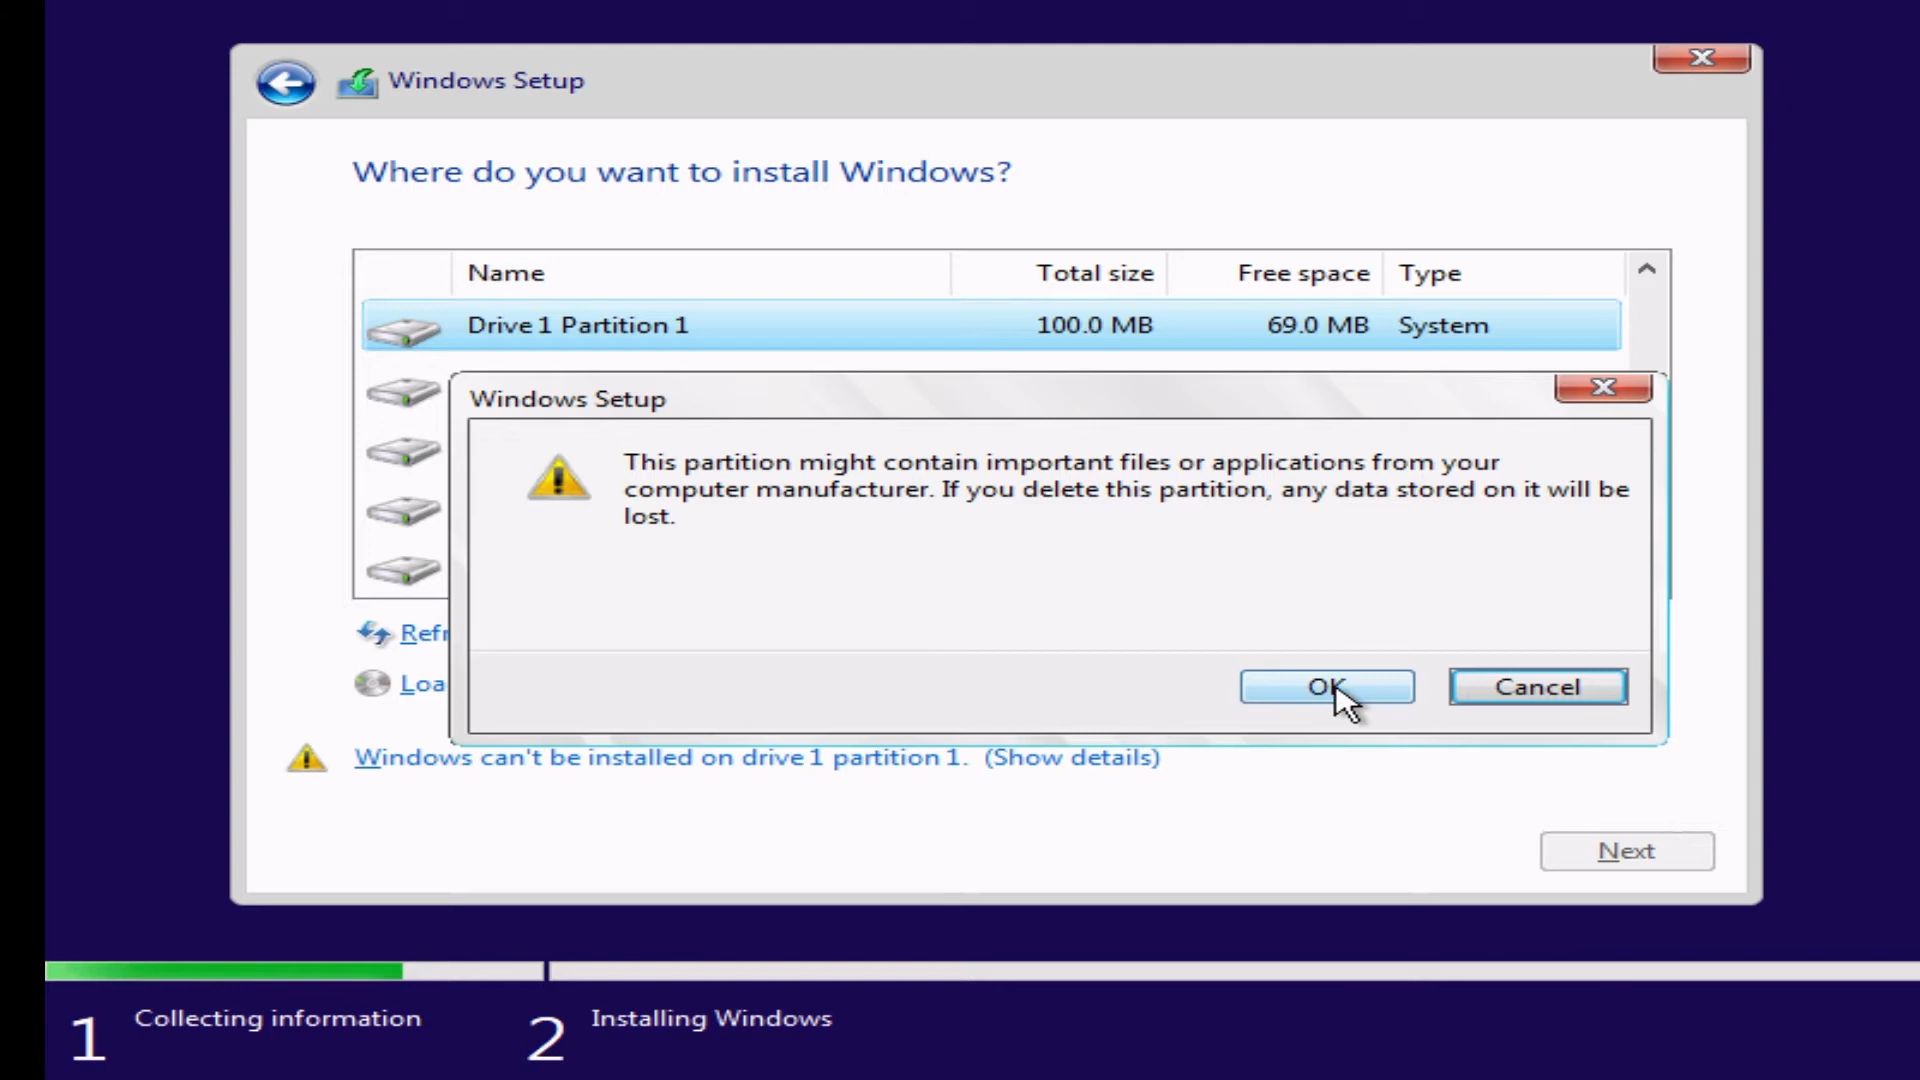 Windows Setup
Where do you want to install Windows?
Name Total size Free space Type
Drive 1 Partition 1 100.0 MB 69.0 MB System
Windows Setup
This partition might contain important files or applications from your
computer manufacturer. If you delete this partition, any data stored on it will be
lost.
OK Cancel
Refr
Loa
Windows can't be installed on drive 1 partition 1. (Show details)
Next
1 Collecting information
2 Installing Windows